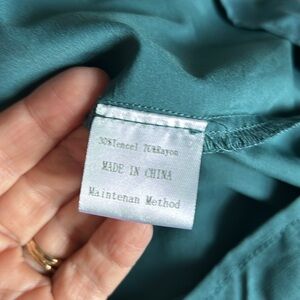 30%Tencel 70%Rayon
MADE IN CHINA
Maintenan Method